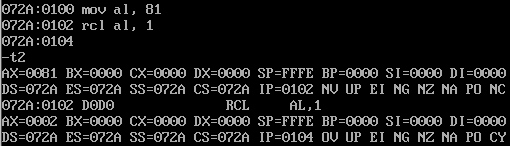 072A:0100 mov al, 81
072A:0102 rcl al, 1
072A:0104
-t2
AX=0081 BX=0000 CX=0000 DX=0000 SP=FFFE BP=0000 SI=0000 DI=0000
DS=072A ES=072A SS=072A CS=072A IP=0102 NV UP EI NG NZ NA PO NC
072A:0102 D0D0 RCL AL,1
AX=0002 BX=0000 CX=0000 DX=0000 SP=FFFE BP=0000 SI=0000 DI=0000
DS=072A ES=072A SS=072A CS=072A IP=0104 OV UP EI NG NZ NA PO CY